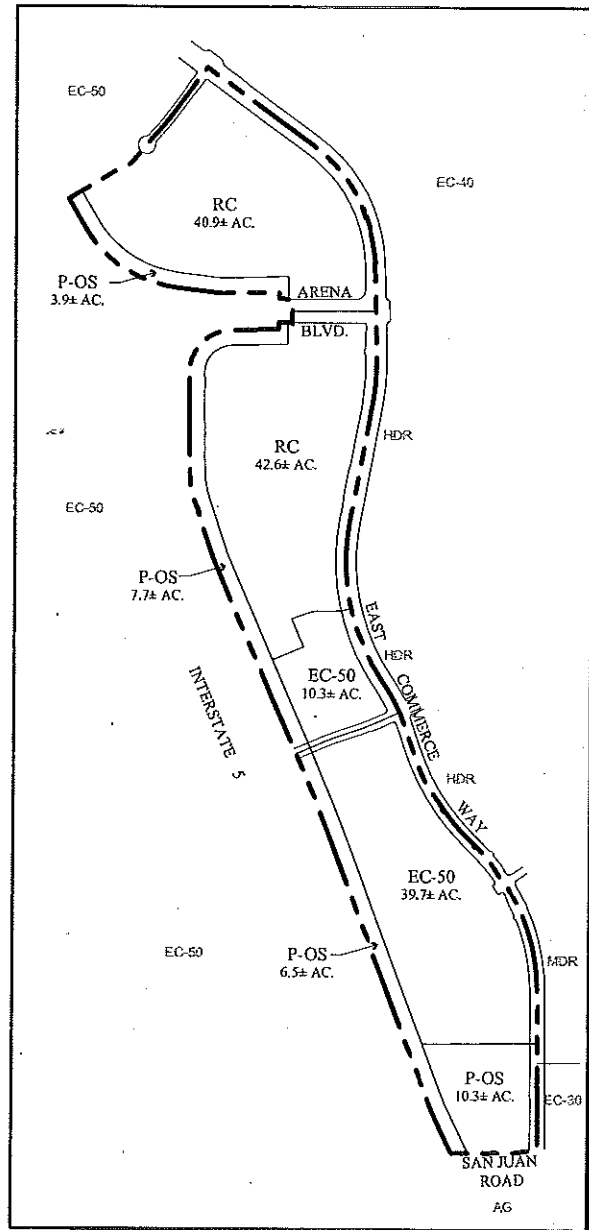 EC-50
EC-40
RC
40.9± AC.
P-OS
3.9± AC.
ARENA
BLVD.
HDR
RC
42.6± AC.
EC-50
P-OS
7.7± AC.
EAST
COMMERCE
WAY
HDR
EC-50
10.3± AC.
INTERSTATE 5
HDR
EC-50
39.7± AC.
EC-50
P-OS
6.5± AC.
MDR
P-OS
10.3± AC.
EC-30
SAN JUAN
ROAD
AG